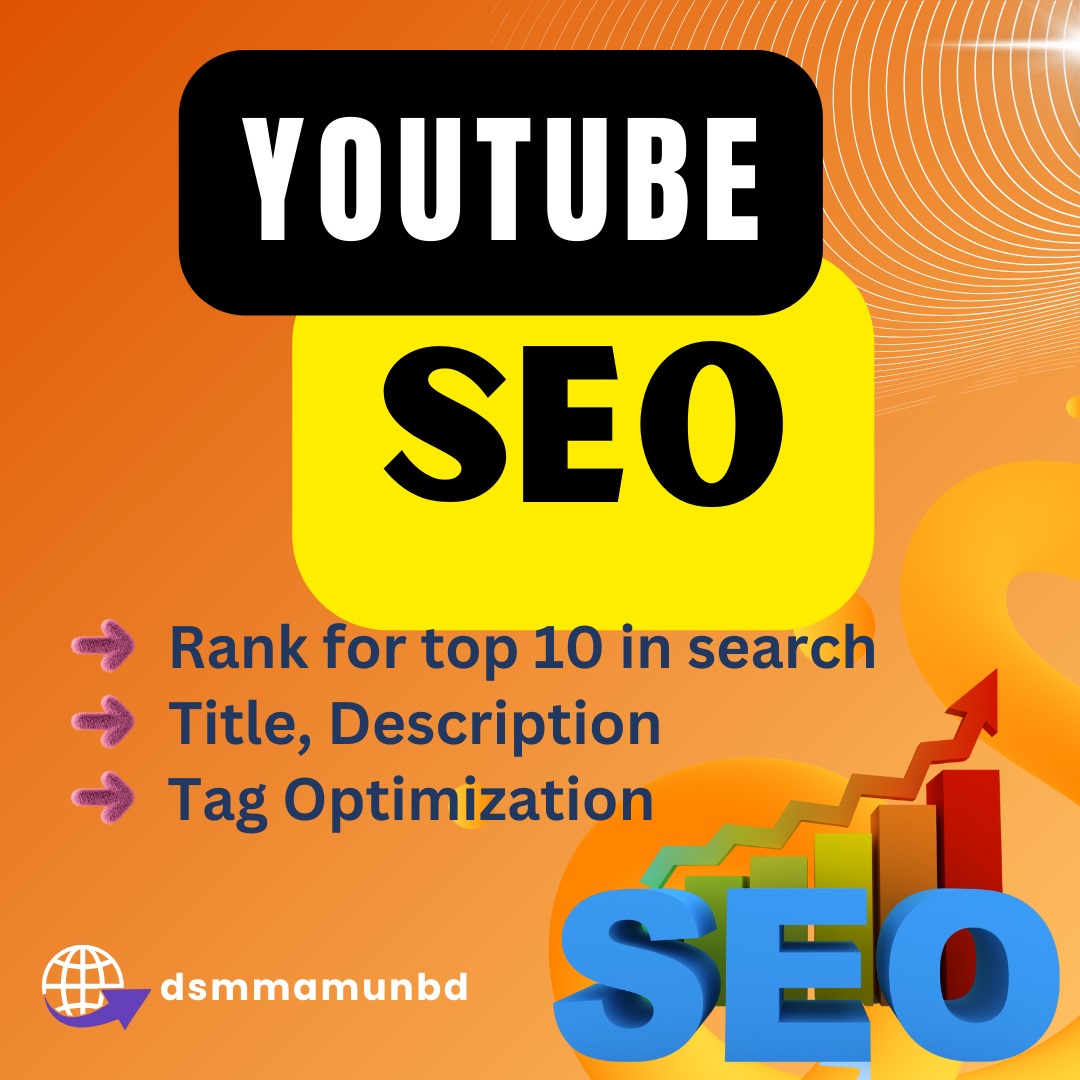 YOUTUBE
SEO
Rank for top 10 in search
Title, Description
Tag Optimization
dsmmamunbd
SEO